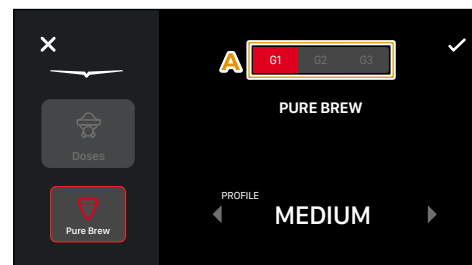 A
G1 G2 G3
PURE BREW
Doses
Pure Brew
PROFILE
MEDIUM